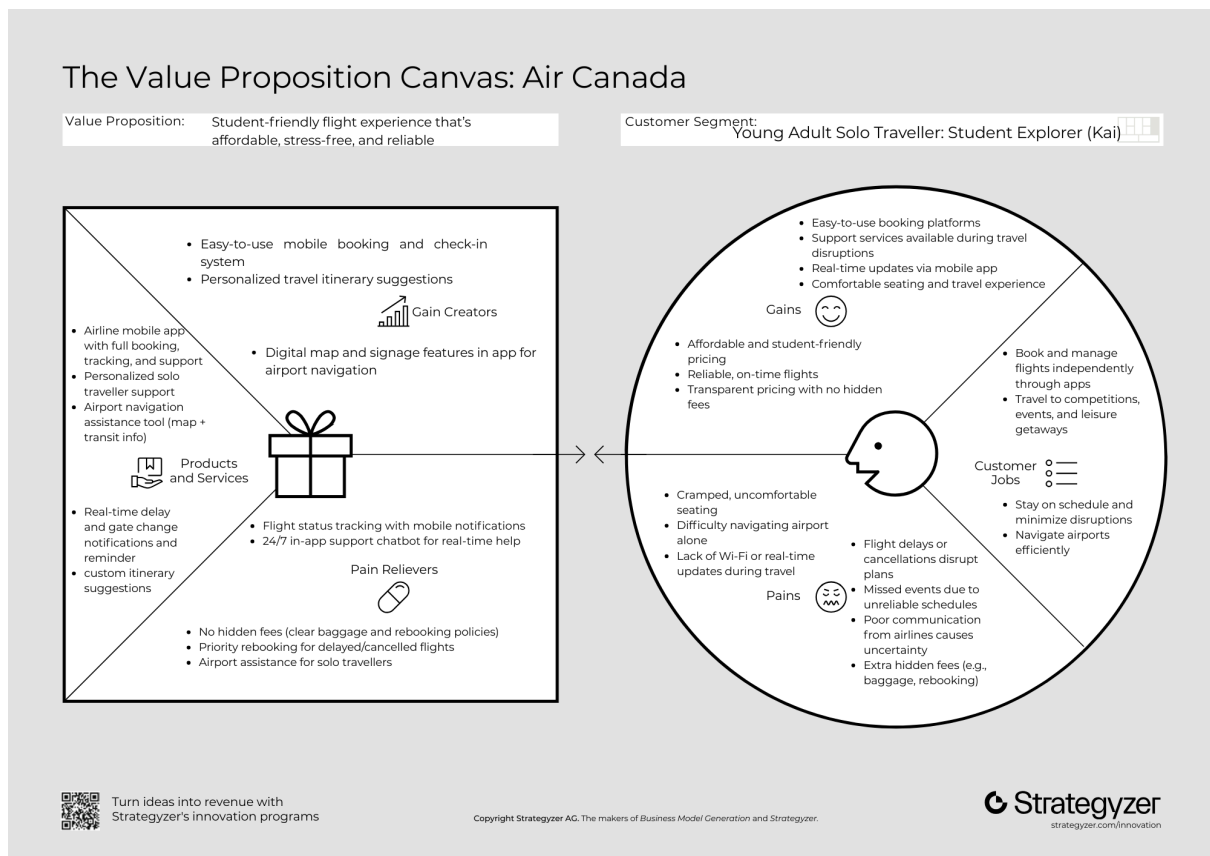 The Value Proposition Canvas: Air Canada
Value Proposition:
Student-friendly flight experience that's
affordable, stress-free, and reliable
Customer Segment:
Young Adult Solo Traveller: Student Explorer (Kai)
• Easy-to-use mobile booking and check-in
system
• Personalized travel itinerary suggestions
Gain Creators
• Digital map and signage features in app for
airport navigation
• Airline mobile app
with full booking,
tracking, and support
• Personalized solo
traveller support
• Airport navigation
assistance tool (map +
transit info)
Products
and Services
• Real-time delay
and gate change
notifications and
reminder
• custom itinerary
suggestions
• Flight status tracking with mobile notifications
• 24/7 in-app support chatbot for real-time help
Pain Relievers
• No hidden fees (clear baggage and rebooking policies)
• Priority rebooking for delayed/cancelled flights
• Airport assistance for solo travellers
• Easy-to-use booking platforms
• Support services available during travel
disruptions
• Real-time updates via mobile app
• Comfortable seating and travel experience
Gains
• Affordable and student-friendly
pricing
• Reliable, on-time flights
• Transparent pricing with no hidden
fees
• Book and manage
flights independently
through apps
• Travel to competitions,
events, and leisure
getaways
Customer
Jobs
• Stay on schedule and
minimize disruptions
• Navigate airports
efficiently
• Cramped, uncomfortable
seating
• Difficulty navigating airport
alone
• Lack of Wi-Fi or real-time
updates during travel
Pains
• Flight delays or
cancellations disrupt
plans
• Missed events due to
unreliable schedules
• Poor communication
from airlines causes
uncertainty
• Extra hidden fees (e.g.,
baggage, rebooking)
Turn ideas into revenue with
Strategyzer's innovation programs
Copyright Strategyzer AG. The makers of Business Model Generation and Strategyzer.
Strategyzer
strategyzer.com/innovation